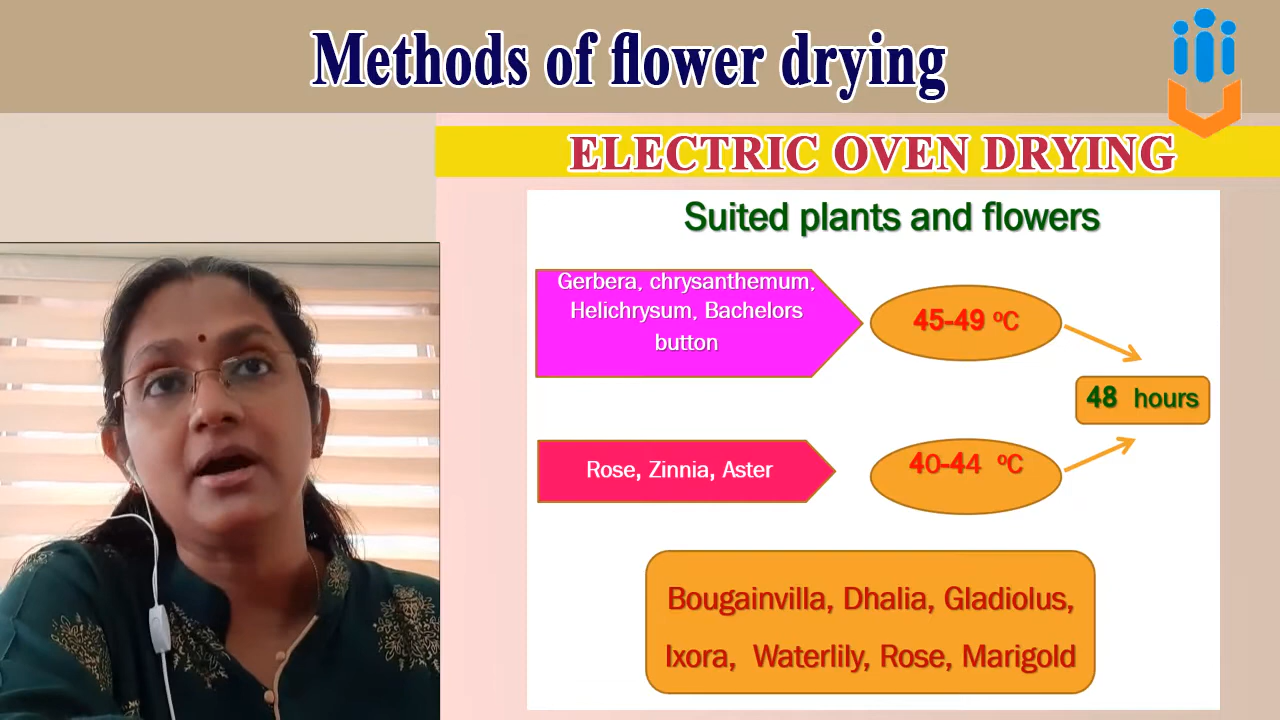 Methods of flower drying
ELECTRIC OVEN DRYING
Suited plants and flowers
Gerbera, chrysanthemum,
Helichrysum, Bachelors
button
45-49 ºC
48 hours
Rose, Zinnia, Aster
40-44 ºC
Bougainvilla, Dhalia, Gladiolus,
Ixora, Waterlily, Rose, Marigold